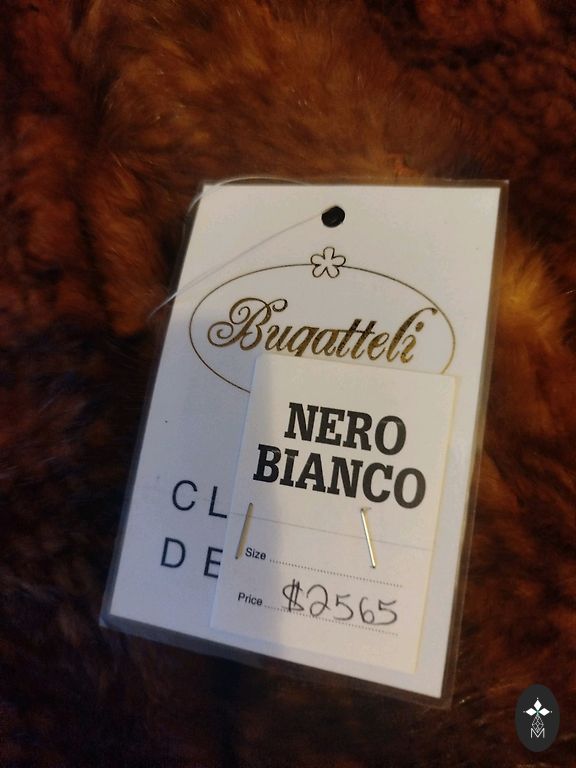 Bugatteli
NERO
BIANCO
CL
DE
Size
Price $2565
M